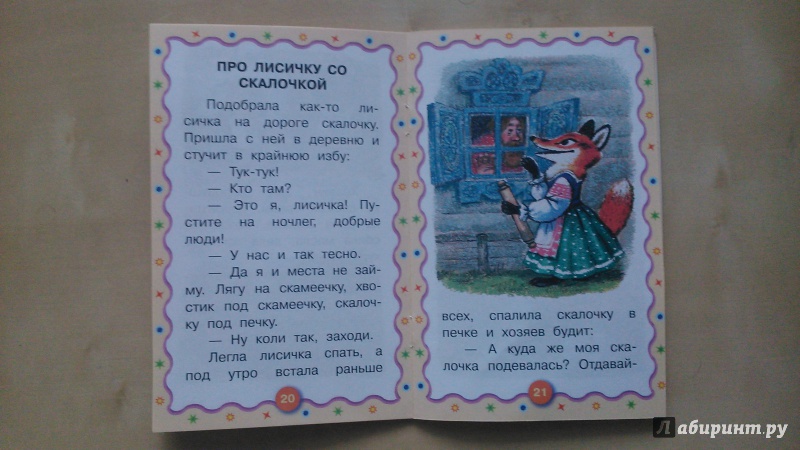 ПРО ЛИСИЧКУ СО
СКАЛОЧКОЙ
Подобрала как-то ли-
сичка на дороге скалочку.
Пришла с ней в деревню и
стучит в крайнюю избу:
— Тук-тук!
— Кто там?
— Это я, лисичка! Пу-
стите на ночлег, добрые
люди!
— У нас и так тесно.
— Да я и места не зай-
му. Лягу на скамеечку, хво-
стик под скамеечку, скалоч-
ку под печку.
— Ну коли так, заходи.
Легла лисичка спать, а
под утро встала раньше
20
всех, спалила скалочку в
печке и хозяев будит:
— А куда же моя ска-
лочка подевалась? Отдавай-
21
Лабиринт.ру